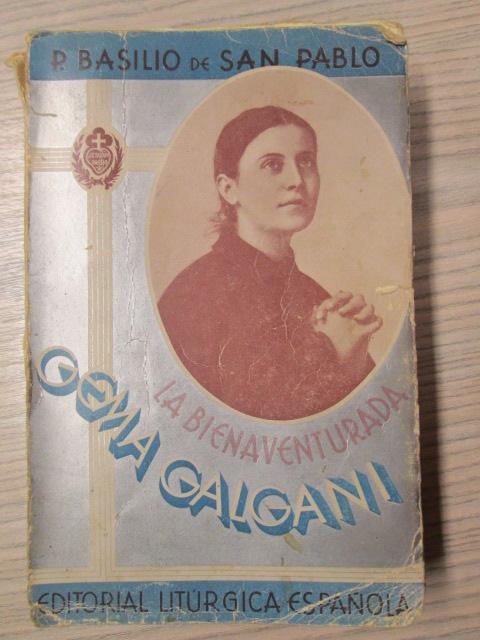 P. BASILIO DE SAN PABLO
LA BIENAVENTURADA
GEMA GALGANI
EDITORIAL LITÚRGICA ESPAÑOLA